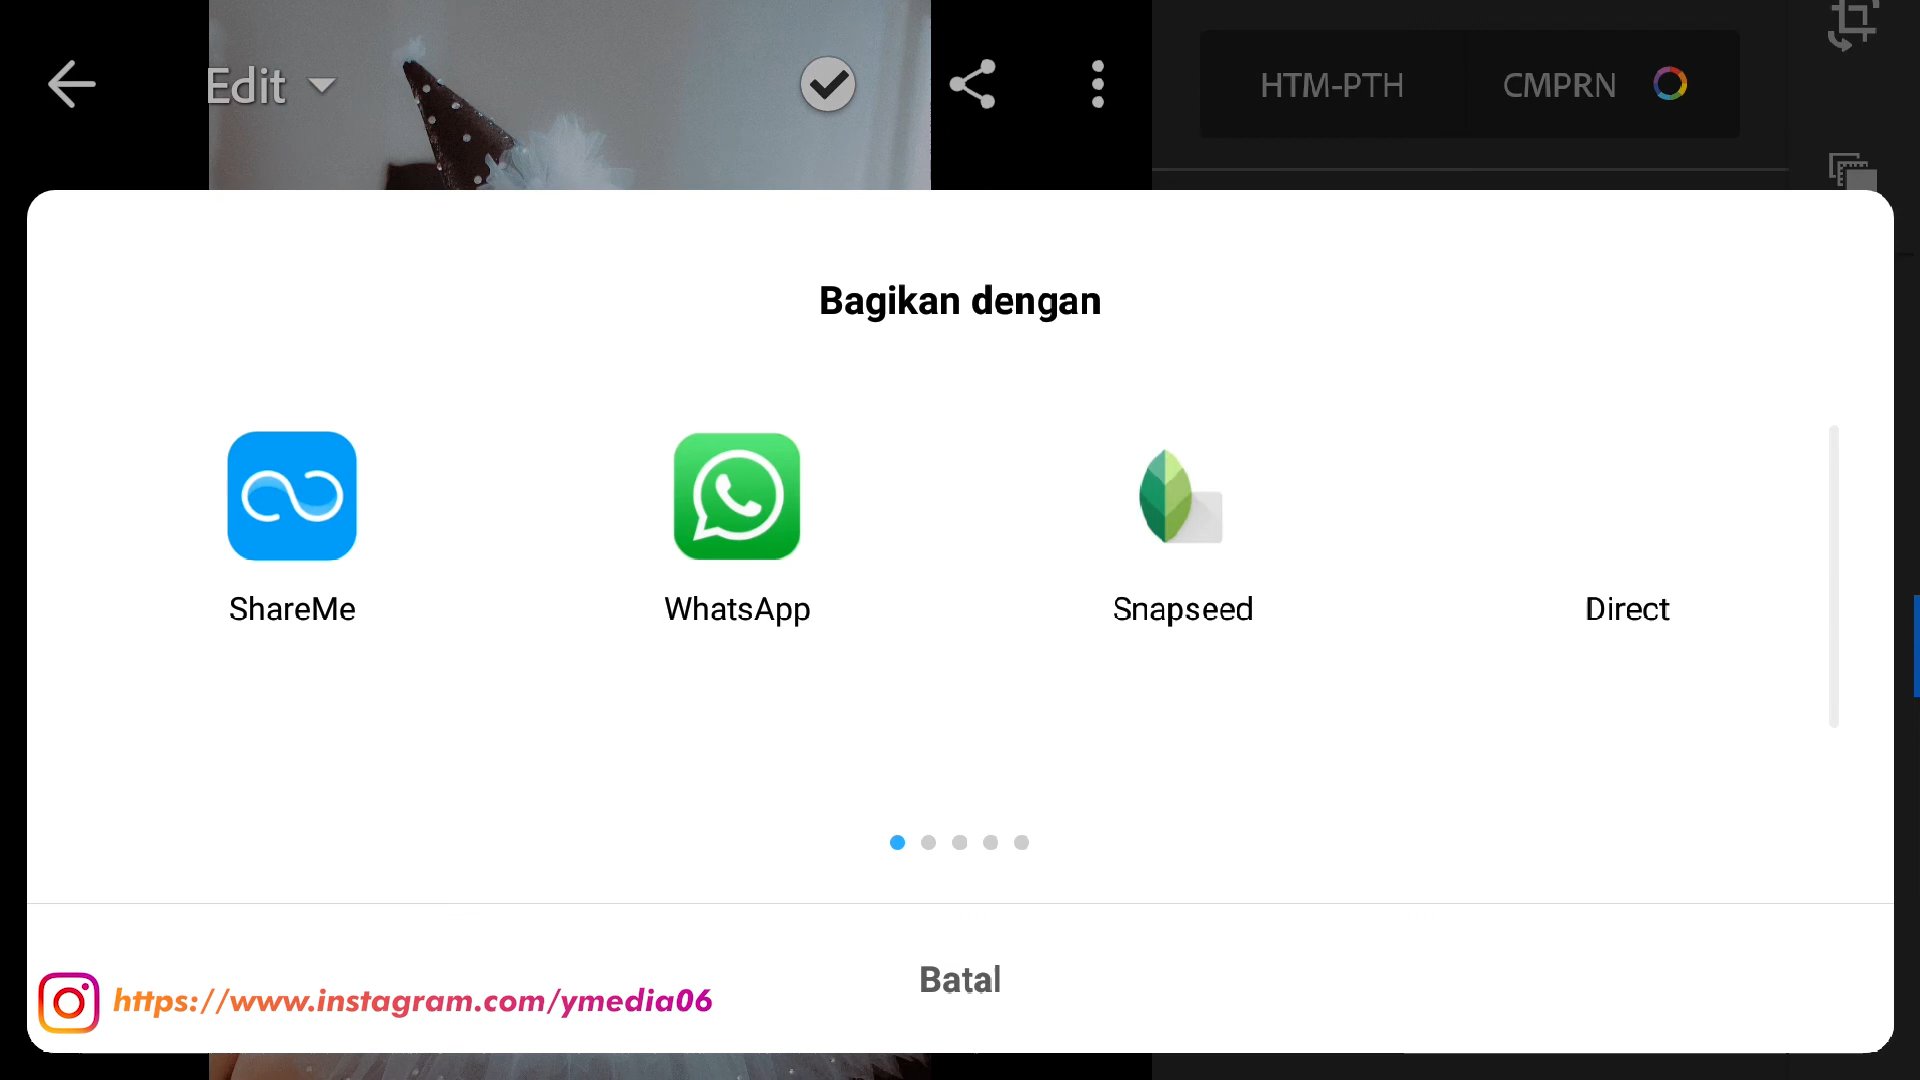 Edit
HTM-PTH
CMPRN
Bagikan dengan
ShareMe
WhatsApp
Snapseed
Direct
Batal
https://www.instagram.com/ymedia06